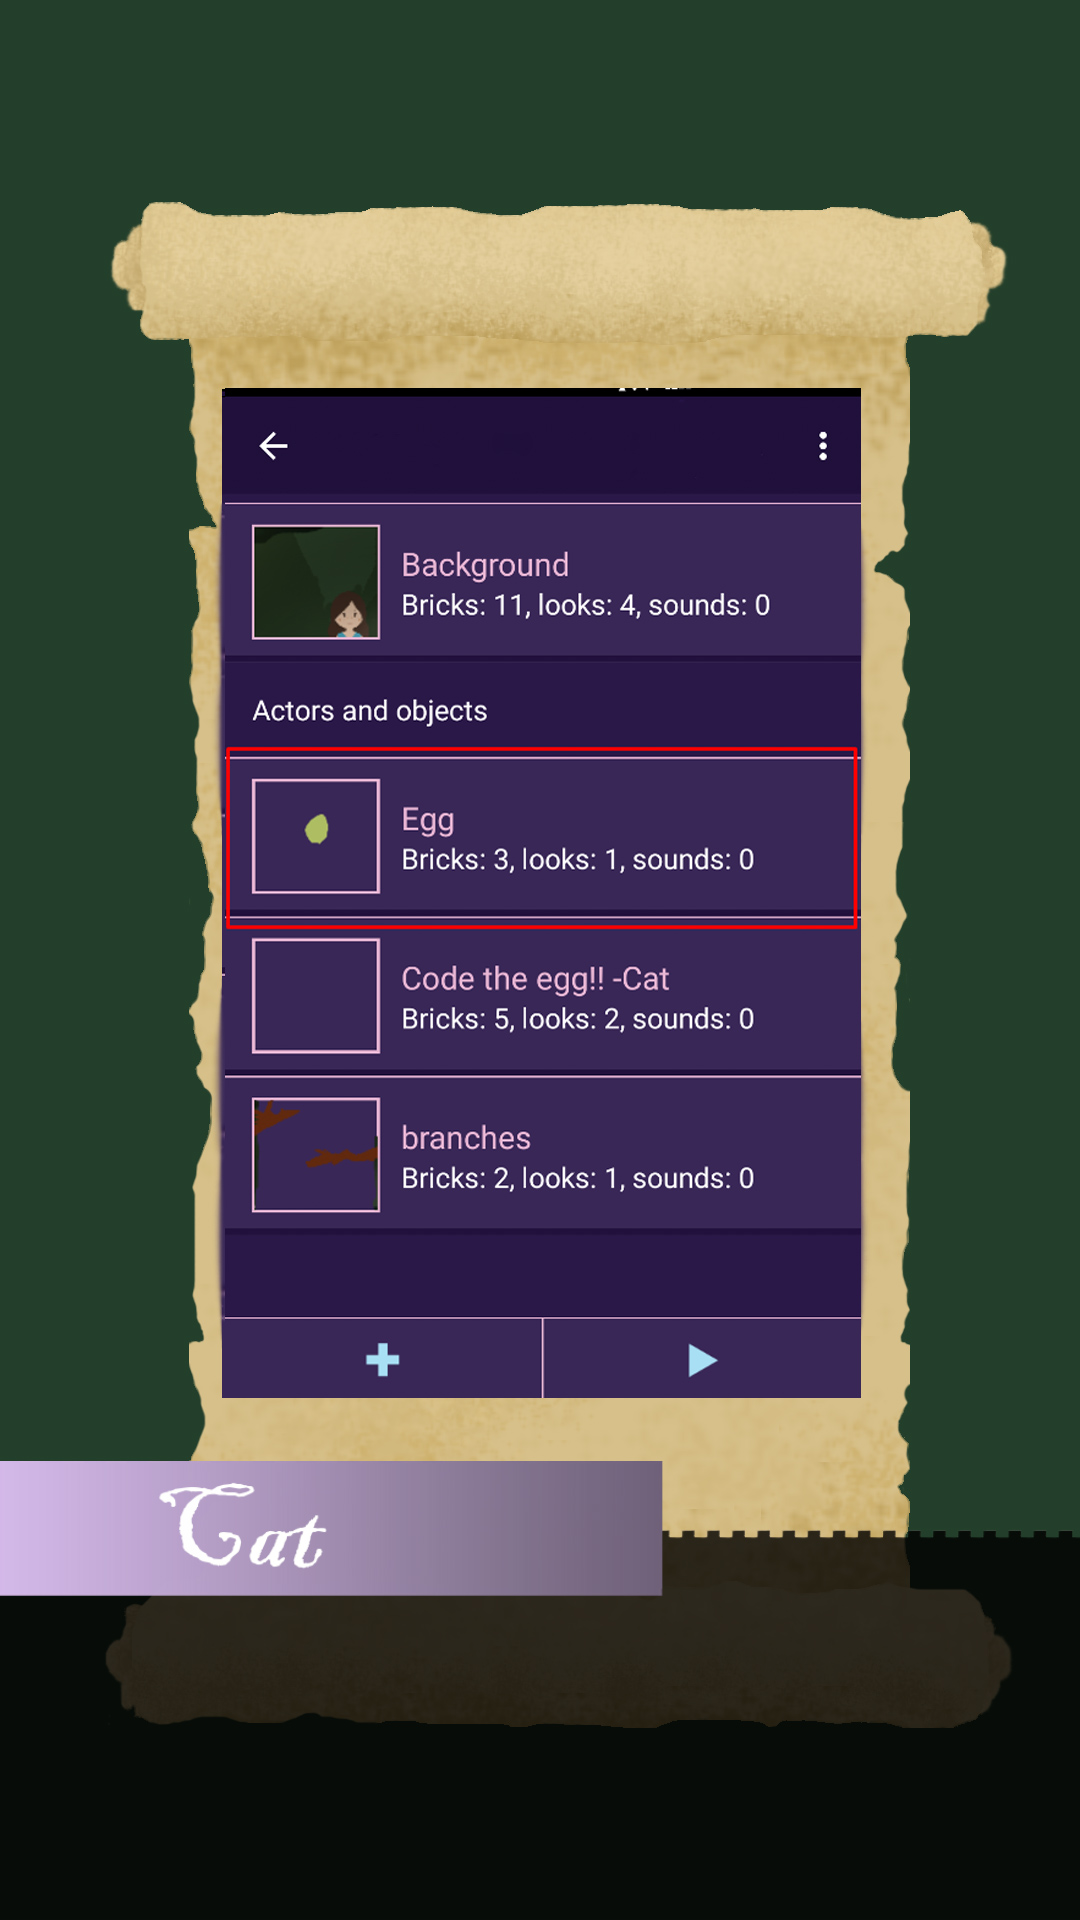 Background
Bricks: 11, looks: 4, sounds: 0
Actors and objects
Egg
Bricks: 3, looks: 1, sounds: 0
Code the egg!! -Cat
Bricks: 5, looks: 2, sounds: 0
branches
Bricks: 2, looks: 1, sounds: 0
Cat